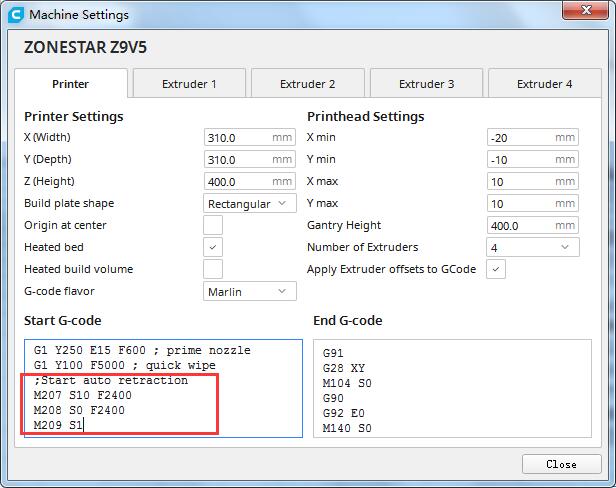 Machine Settings
ZONESTAR Z9V5
Printer
Extruder 1
Extruder 2
Extruder 3
Extruder 4
Printer Settings
X (Width) 310.0 mm
Y (Depth) 310.0 mm
Z (Height) 400.0 mm
Build plate shape Rectangular
Origin at center
Heated bed
Heated build volume
G-code flavor Marlin
Printhead Settings
X min -20 mm
Y min -10 mm
X max 10 mm
Y max 10 mm
Gantry Height 400.0 mm
Number of Extruders 4
Apply Extruder offsets to GCode
Start G-code
G1 Y250 E15 F600 ; prime nozzle
G1 Y100 F5000 ; quick wipe
;Start auto retraction
M207 S10 F2400
M208 S0 F2400
M209 S1
End G-code
G91
G28 XY
M104 S0
G90
G92 E0
M140 S0
Close